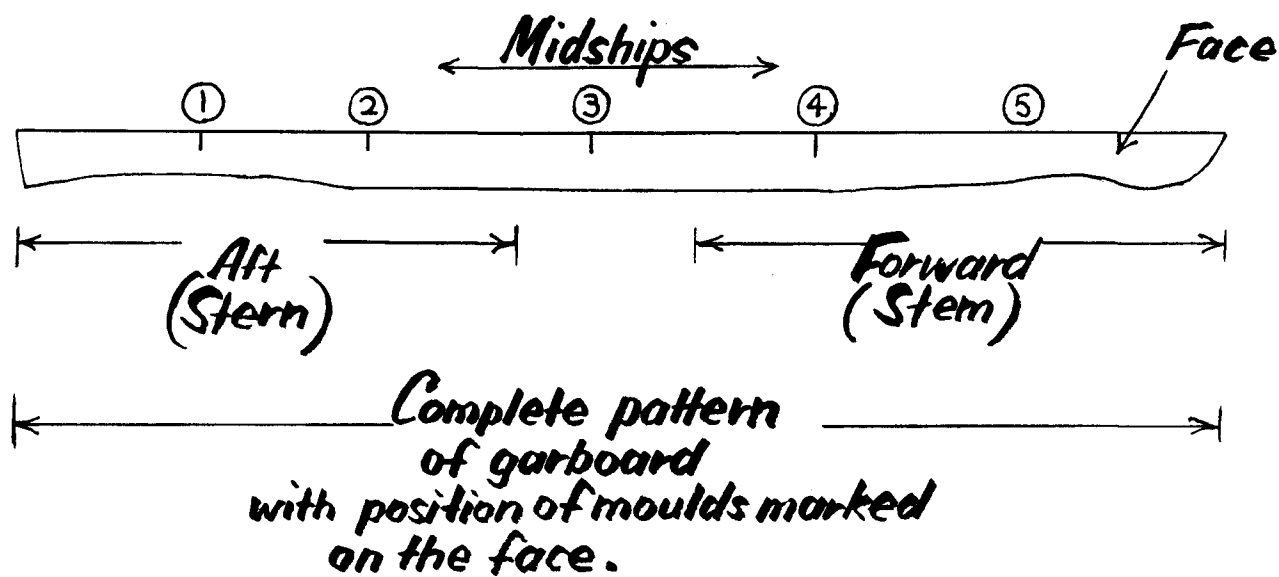 Midships
Face
① ② ③ ④ ⑤
Aft
(Stern)
Forward
(Stem)
Complete pattern
of garboard
with position of moulds marked
on the face.